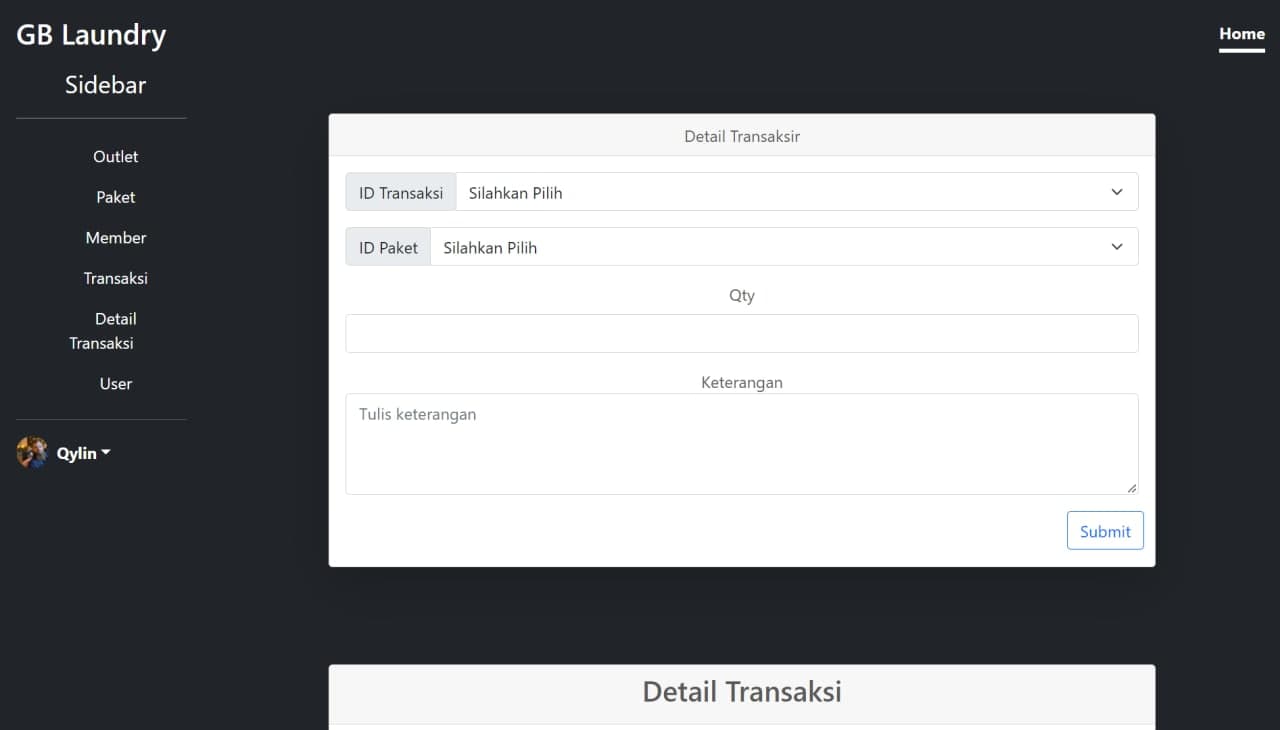 GB Laundry
Home
Sidebar
Outlet
Paket
Member
Transaksi
Detail
Transaksi
User
Qylin
Detail Transaksir
ID Transaksi Silahkan Pilih
ID Paket Silahkan Pilih
Qty
Keterangan
Tulis keterangan
Submit
Detail Transaksi